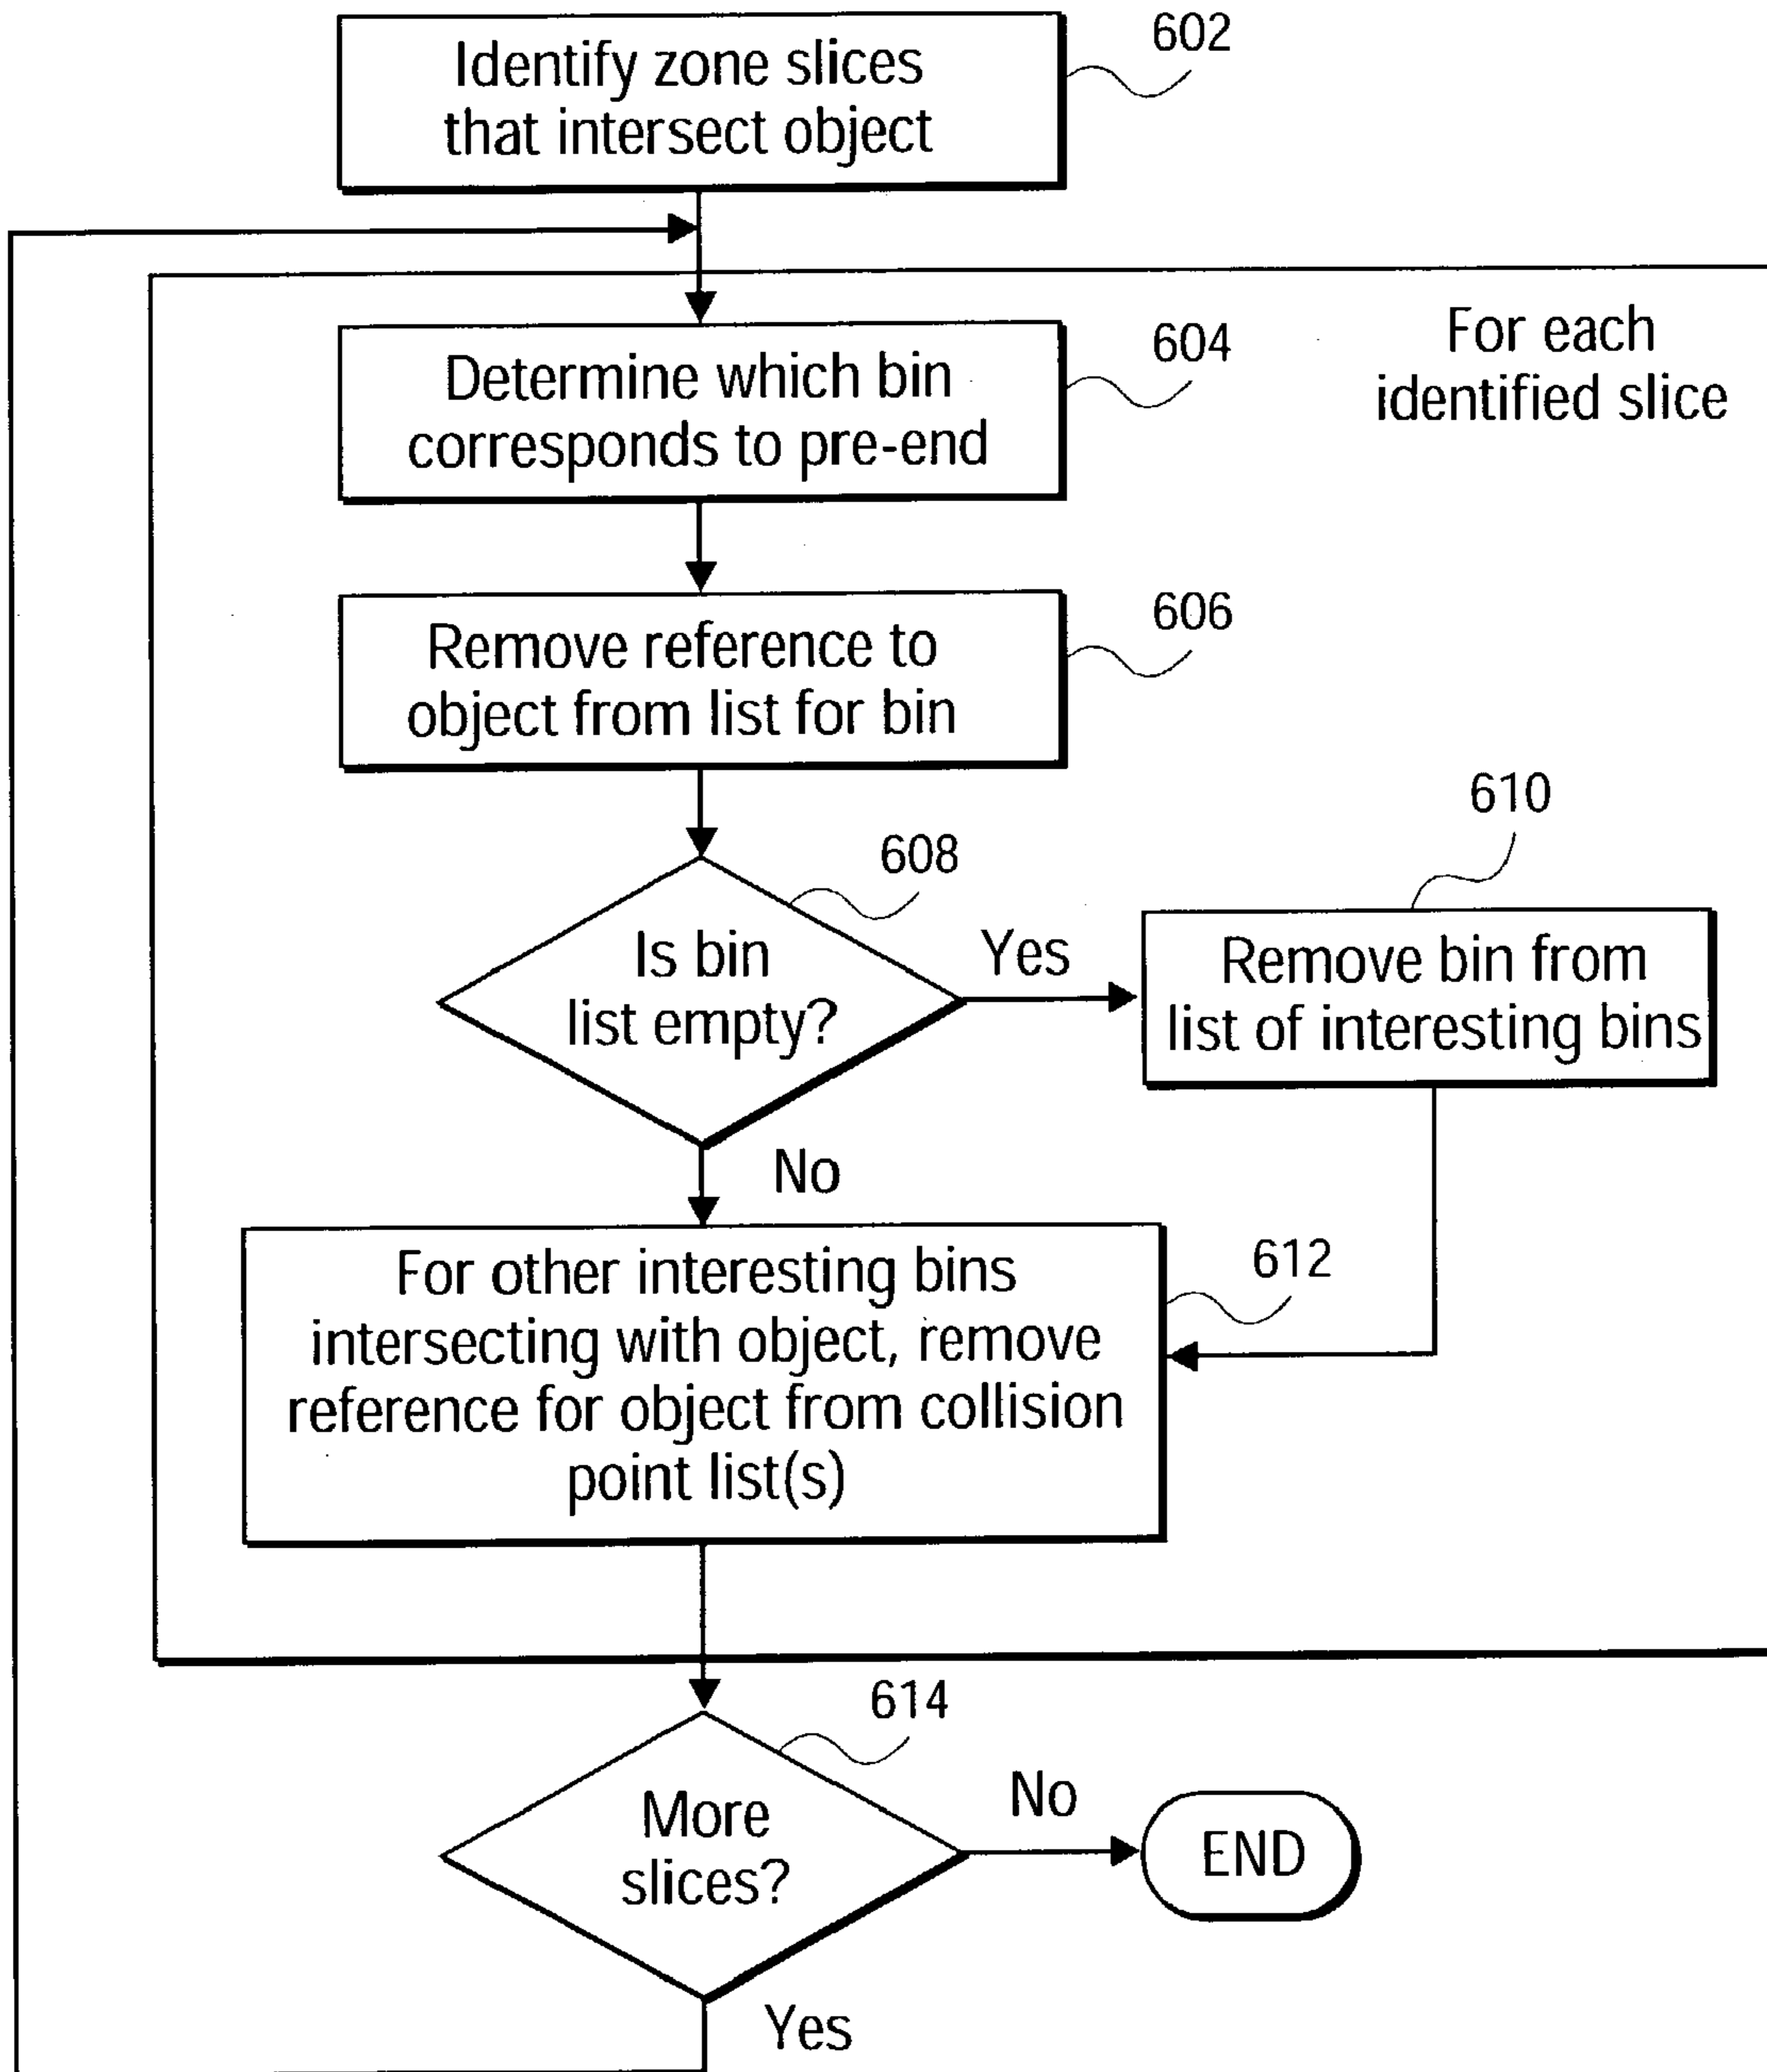 Identify zone slices
that intersect object
602
For each
identified slice
Determine which bin
corresponds to pre-end
604
Remove reference to
object from list for bin
606
Is bin
list empty?
608
Yes
Remove bin from
list of interesting bins
610
No
For other interesting bins
intersecting with object, remove
reference for object from collision
point list(s)
612
More
slices?
614
No
END
Yes